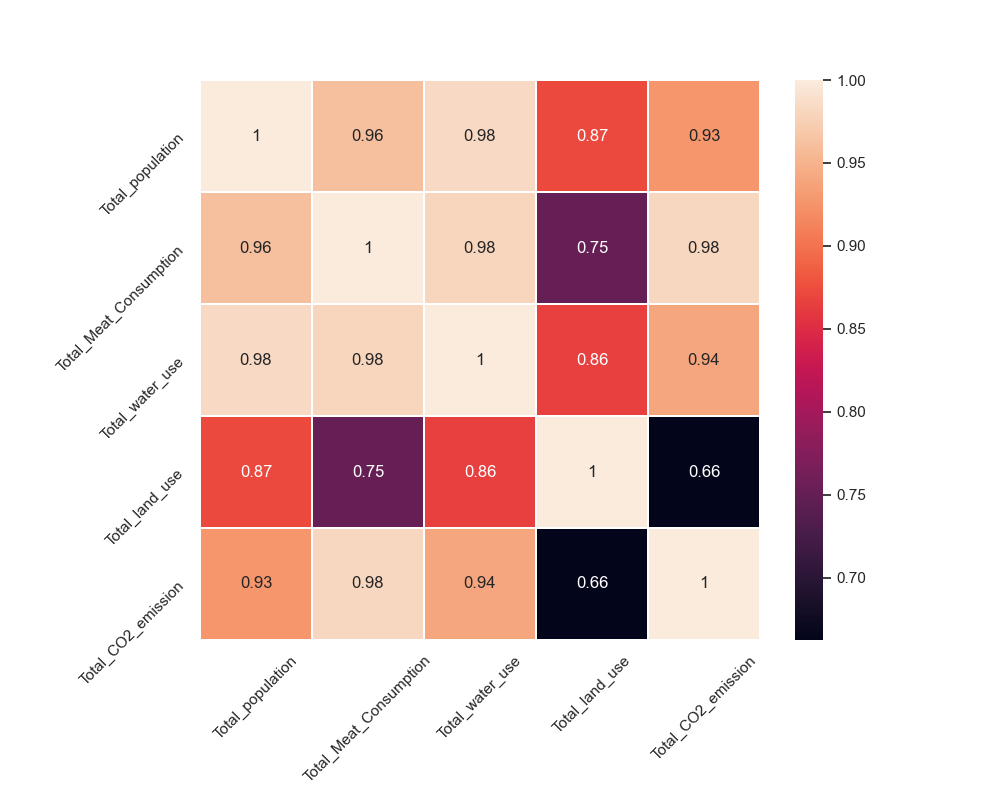 Total_population 1 0.96 0.98 0.87 0.93
Total_Meat_Consumption 0.96 1 0.98 0.75 0.98
Total_water_use 0.98 0.98 1 0.86 0.94
Total_land_use 0.87 0.75 0.86 1 0.66
Total_CO2_emission 0.93 0.98 0.94 0.66 1
Total_population
Total_Meat_Consumption
Total_water_use
Total_land_use
Total_CO2_emission
1.00
0.95
0.90
0.85
0.80
0.75
0.70